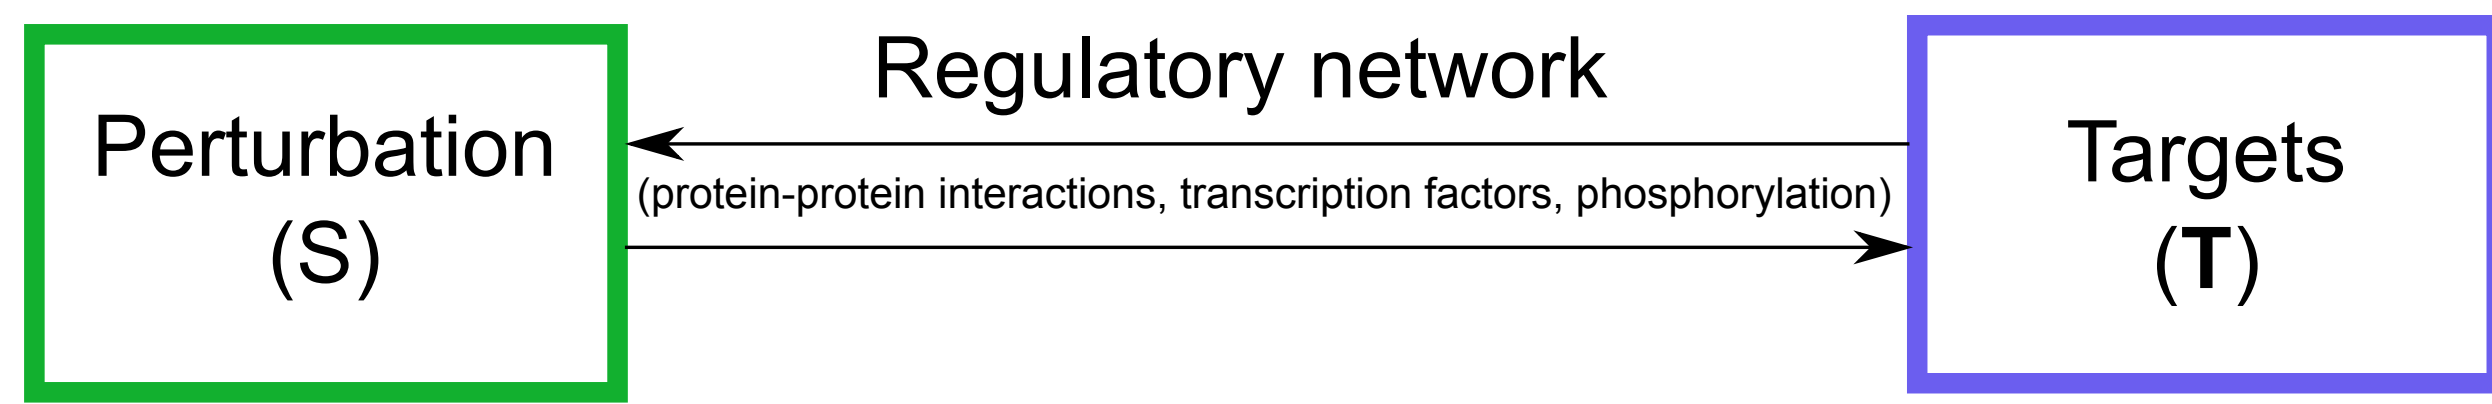 Perturbation
(S)
Regulatory network
(protein-protein interactions, transcription factors, phosphorylation)
Targets
(T)